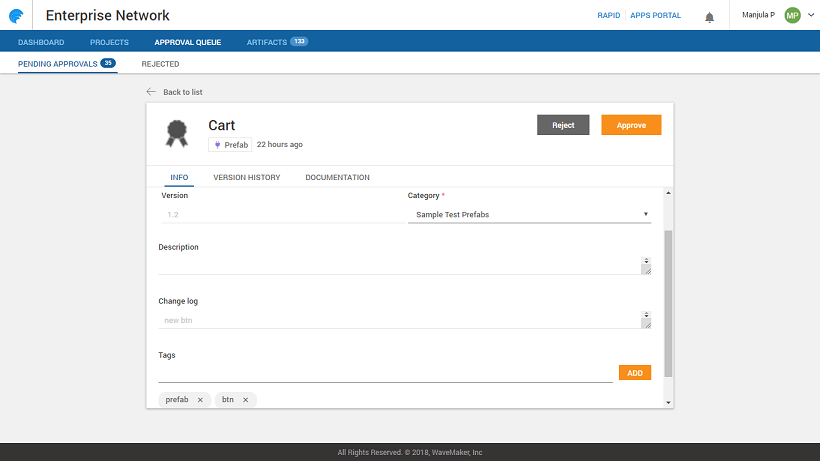 Enterprise Network
RAPID APPS PORTAL
Manjula P MP
DASHBOARD PROJECTS APPROVAL QUEUE ARTIFACTS 133
PENDING APPROVALS 35 REJECTED
Back to list
Cart
Prefab 22 hours ago
Reject Approve
INFO VERSION HISTORY DOCUMENTATION
Version Category *
1.2 Sample Test Prefabs
Description
Change log
new btn
Tags
ADD
prefab × btn ×
All Rights Reserved. © 2018, WaveMaker, Inc